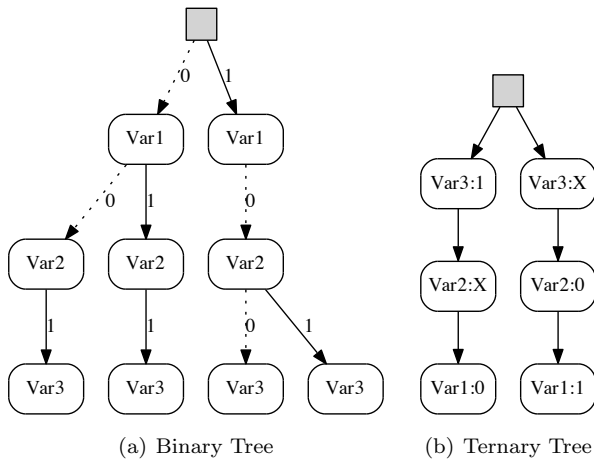 0 1
Var1 Var1
0 1 0
Var2 Var2 Var2
1 1 0 1
Var3 Var3 Var3 Var3
(a) Binary Tree
Var3:1 Var3:X
Var2:X Var2:0
Var1:0 Var1:1
(b) Ternary Tree